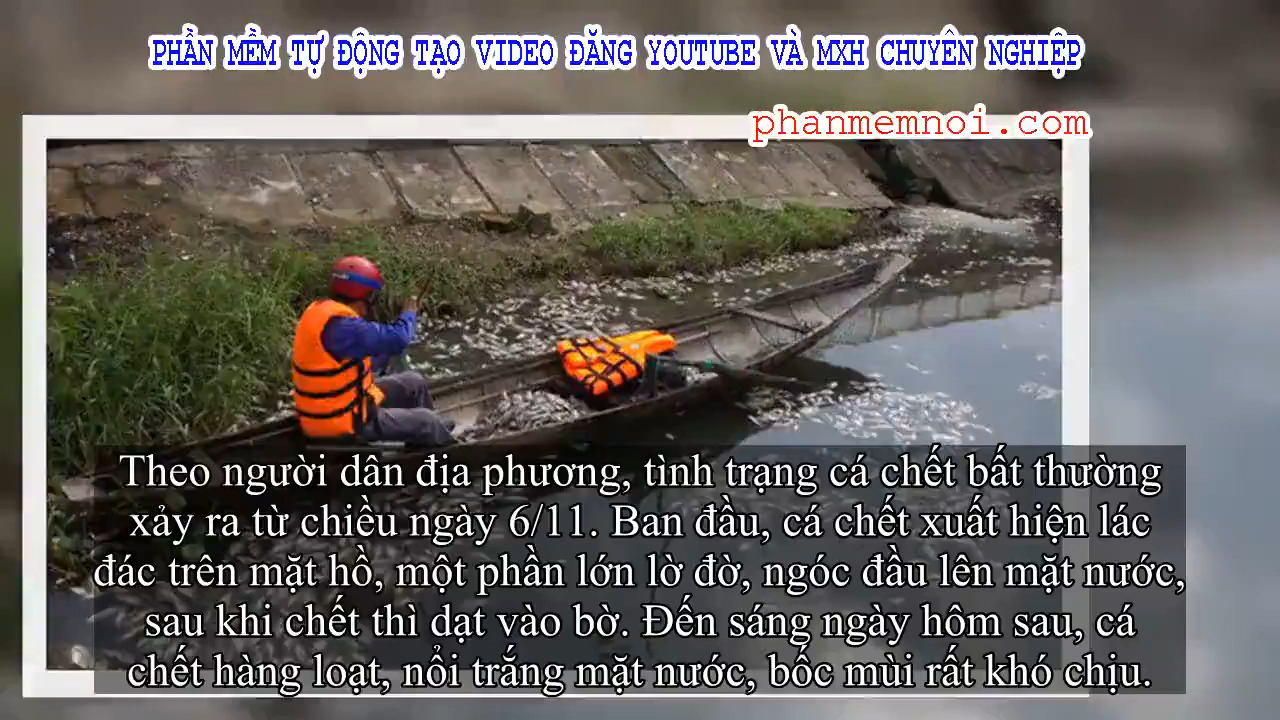 PHẦN MỀM TỰ ĐỘNG TẠO VIDEO ĐĂNG YOUTUBE VÀ MXH CHUYÊN NGHIỆP
phanmemnoi.com
Theo người dân địa phương, tình trạng cá chết bất thường
xảy ra từ chiều ngày 6/11. Ban đầu, cá chết xuất hiện lác
đác trên mặt hồ, một phần lớn lờ đờ, ngóc đầu lên mặt nước,
sau khi chết thì dạt vào bờ. Đến sáng ngày hôm sau, cá
chết hàng loạt, nổi trắng mặt nước, bốc mùi rất khó chịu.